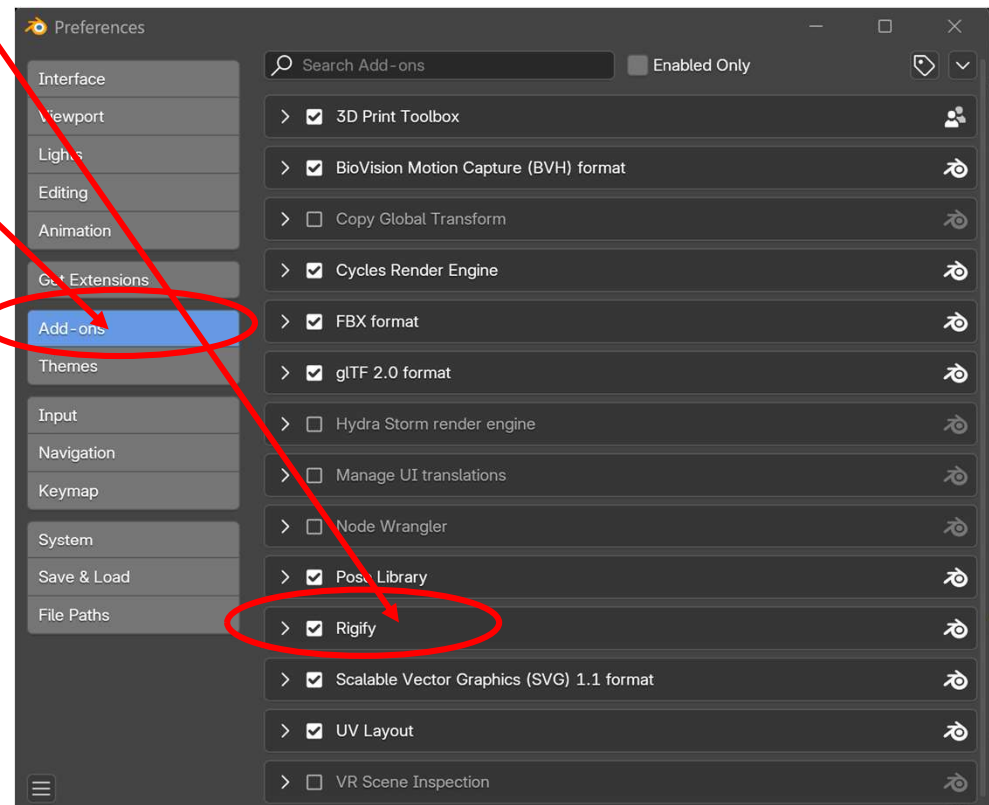 Preferences
Interface
Viewport
Lights
Editing
Animation
Get Extensions
Add-ons
Themes
Input
Navigation
Keymap
System
Save & Load
File Paths
Search Add-ons
Enabled Only
3D Print Toolbox
BioVision Motion Capture (BVH) format
Copy Global Transform
Cycles Render Engine
FBX format
glTF 2.0 format
Hydra Storm render engine
Manage UI translations
Node Wrangler
Pose Library
Rigify
Scalable Vector Graphics (SVG) 1.1 format
UV Layout
VR Scene Inspection